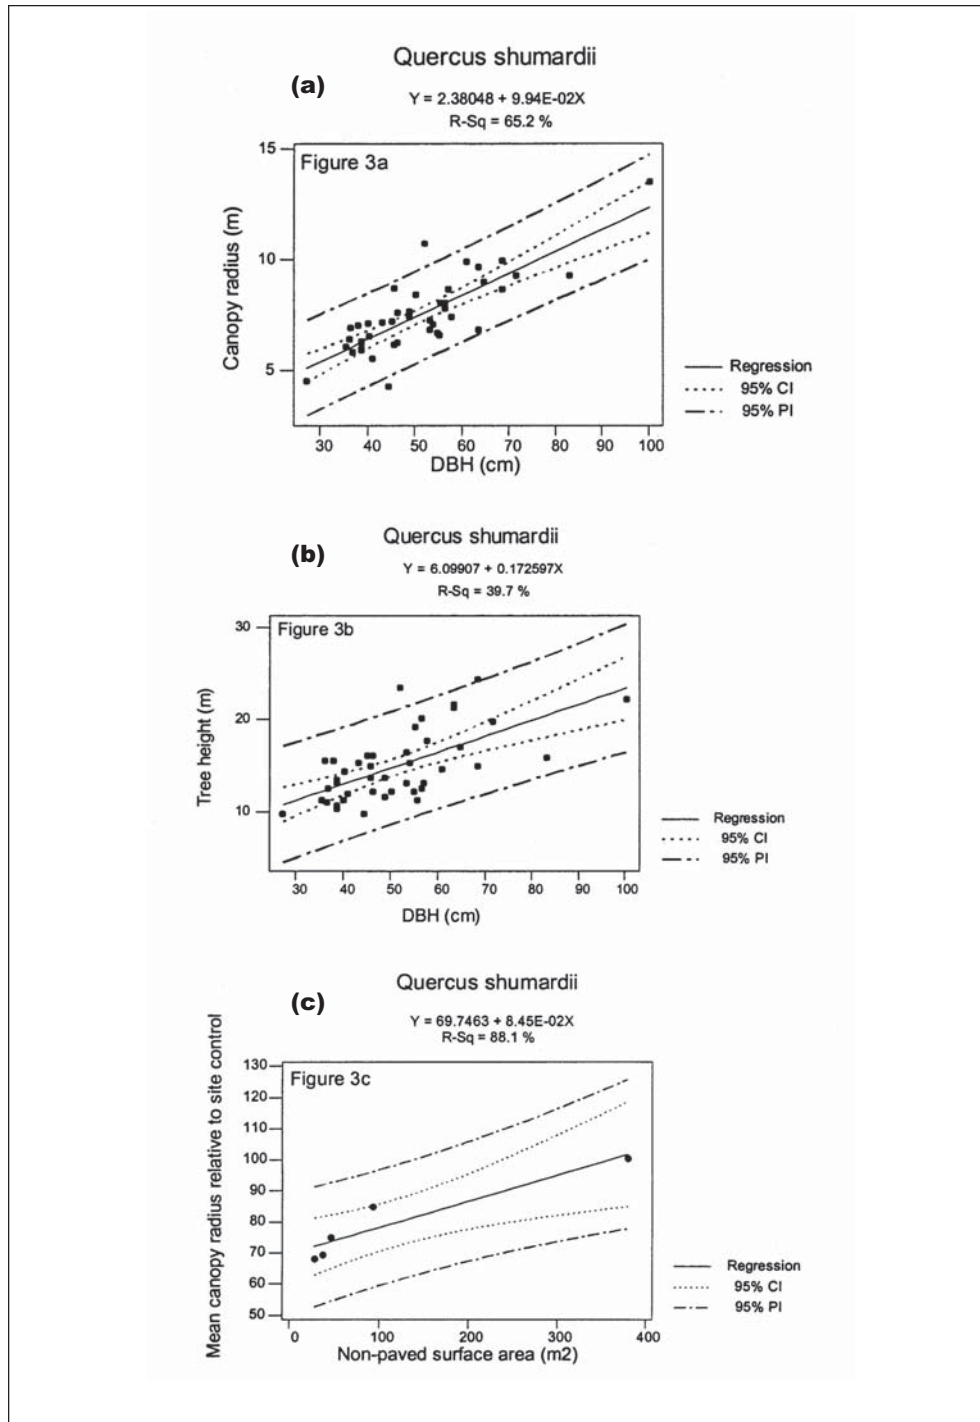 Quercus shumardii
(a)
Y = 2.38048 + 9.94E-02X
R-Sq = 65.2 %
Figure 3a
15
10
5
Canopy radius (m)
30 40 50 60 70 80 90 100
DBH (cm)
Regression
95% CI
95% PI
Quercus shumardii
(b)
Y = 6.09907 + 0.172597X
R-Sq = 39.7 %
Figure 3b
30
20
10
Tree height (m)
30 40 50 60 70 80 90 100
DBH (cm)
Regression
95% CI
95% PI
Quercus shumardii
(c)
Y = 69.7463 + 8.45E-02X
R-Sq = 88.1 %
Figure 3c
130
120
110
100
90
80
70
60
50
Mean canopy radius relative to site control
0 100 200 300 400
Non-paved surface area (m2)
Regression
95% CI
95% PI